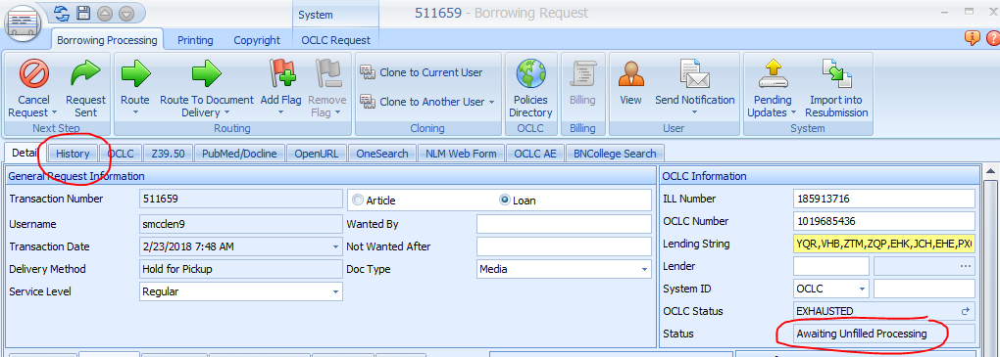 System
511659 - Borrowing Request
Borrowing Processing Printing Copyright OCLC Request
Cancel Request
Request Sent
Route
Route To Document Delivery
Add Flag
Remove Flag
Clone to Current User
Clone to Another User
Policies Directory
Billing
View
Send Notification
Pending Updates
Import into Resubmission
Next Step Routing Cloning OCLC Billing User System
Detail History OCLC Z39.50 PubMed/Docline OpenURL OneSearch NLM Web Form OCLC AE BNCollege Search
General Request Information
Transaction Number 511659 Article Loan
Username smcclen9 Wanted By
Transaction Date 2/23/2018 7:48 AM Not Wanted After
Delivery Method Hold for Pickup Doc Type Media
Service Level Regular
OCLC Information
ILL Number 185913716
OCLC Number 1019685436
Lending String YQR,VHB,ZTM,ZQP,EHK,JCH,EHE,
Lender ...
System ID OCLC
OCLC Status EXHAUSTED
Status Awaiting Unfilled Processing